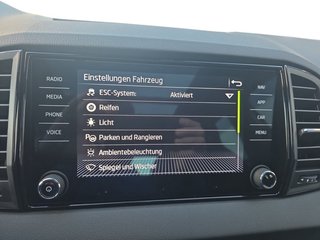 Einstellungen Fahrzeug
ESC-System: Aktiviert
Reifen
Licht
Parken und Rangieren
Ambientebeleuchtung
Spiegel und Wischer
RADIO
MEDIA
PHONE
VOICE
NAV
APP
CAR
MENU